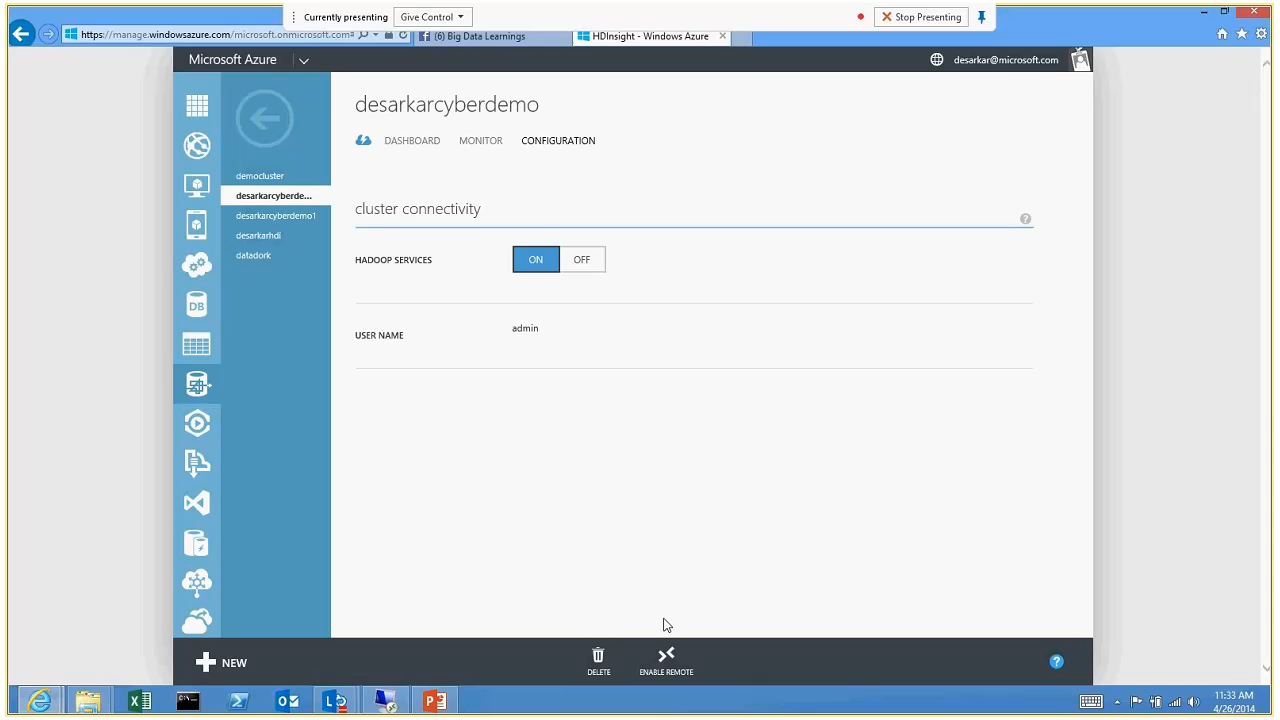 Currently presenting
Give Control
Stop Presenting
https://manage.windowsazure.com/microsoft.onmicrosoft.com
(6) Big Data Learnings
HDInsight - Windows Azure
Microsoft Azure
desarkar@microsoft.com
desarkarcyberdemo
DASHBOARD MONITOR CONFIGURATION
democluster
desarkarcyberde...
desarkarcyberdemo1
desarkarhdi
datadork
cluster connectivity
HADOOP SERVICES ON OFF
USER NAME admin
DB
NEW
DELETE
ENABLE REMOTE
11:33 AM
4/26/2014